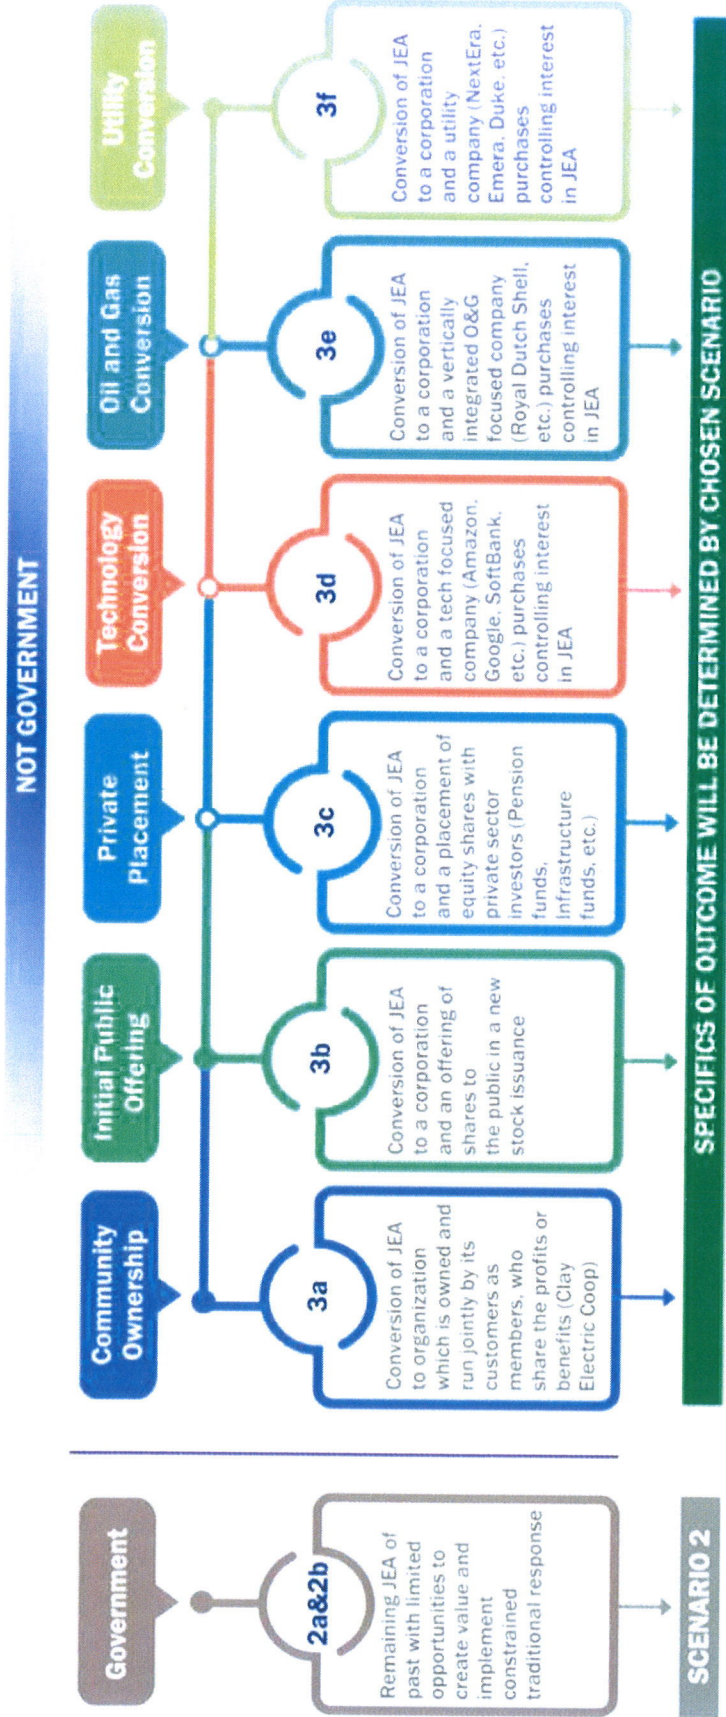 NOT GOVERNMENT
Government
2a&2b
Remaining JEA of
past with limited
opportunities to
create value and
implement
constrained
traditional response
SCENARIO 2
Community
Ownership
3a
Conversion of JEA
to organization
which is owned and
run jointly by its
customers as
members, who
share the profits or
benefits (Clay
Electric Coop)
Initial Public
Offering
3b
Conversion of JEA
to a corporation
and an offering of
shares to
the public in a new
stock issuance
Private
Placement
3c
Conversion of JEA
to a corporation
and a placement of
equity shares with
private sector
investors (Pension
funds,
Infrastructure
funds, etc.)
Technology
Conversion
3d
Conversion of JEA
to a corporation
and a tech focused
company (Amazon,
Google, SoftBank,
etc.) purchases
controlling interest
in JEA
Oil and Gas
Conversion
3e
Conversion of JEA
to a corporation
and a vertically
integrated O&G
focused company
(Royal Dutch Shell,
etc.) purchases
controlling interest
in JEA
Utility
Conversion
3f
Conversion of JEA
to a corporation
and a utility
company (NextEra,
Emera, Duke, etc.)
purchases
controlling interest
in JEA
SPECIFICS OF OUTCOME WILL BE DETERMINED BY CHOSEN SCENARIO